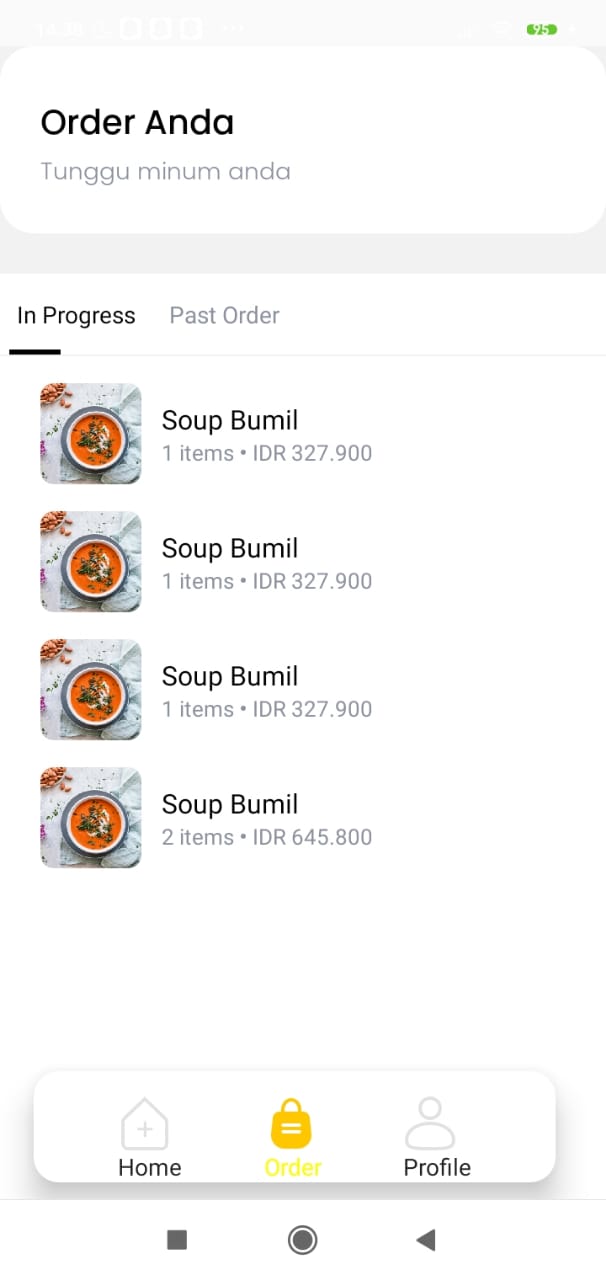 14.38
95
Order Anda
Tunggu minum anda
In Progress
Past Order
Soup Bumil
1 items • IDR 327.900
Soup Bumil
1 items • IDR 327.900
Soup Bumil
1 items • IDR 327.900
Soup Bumil
2 items • IDR 645.800
Home
Order
Profile